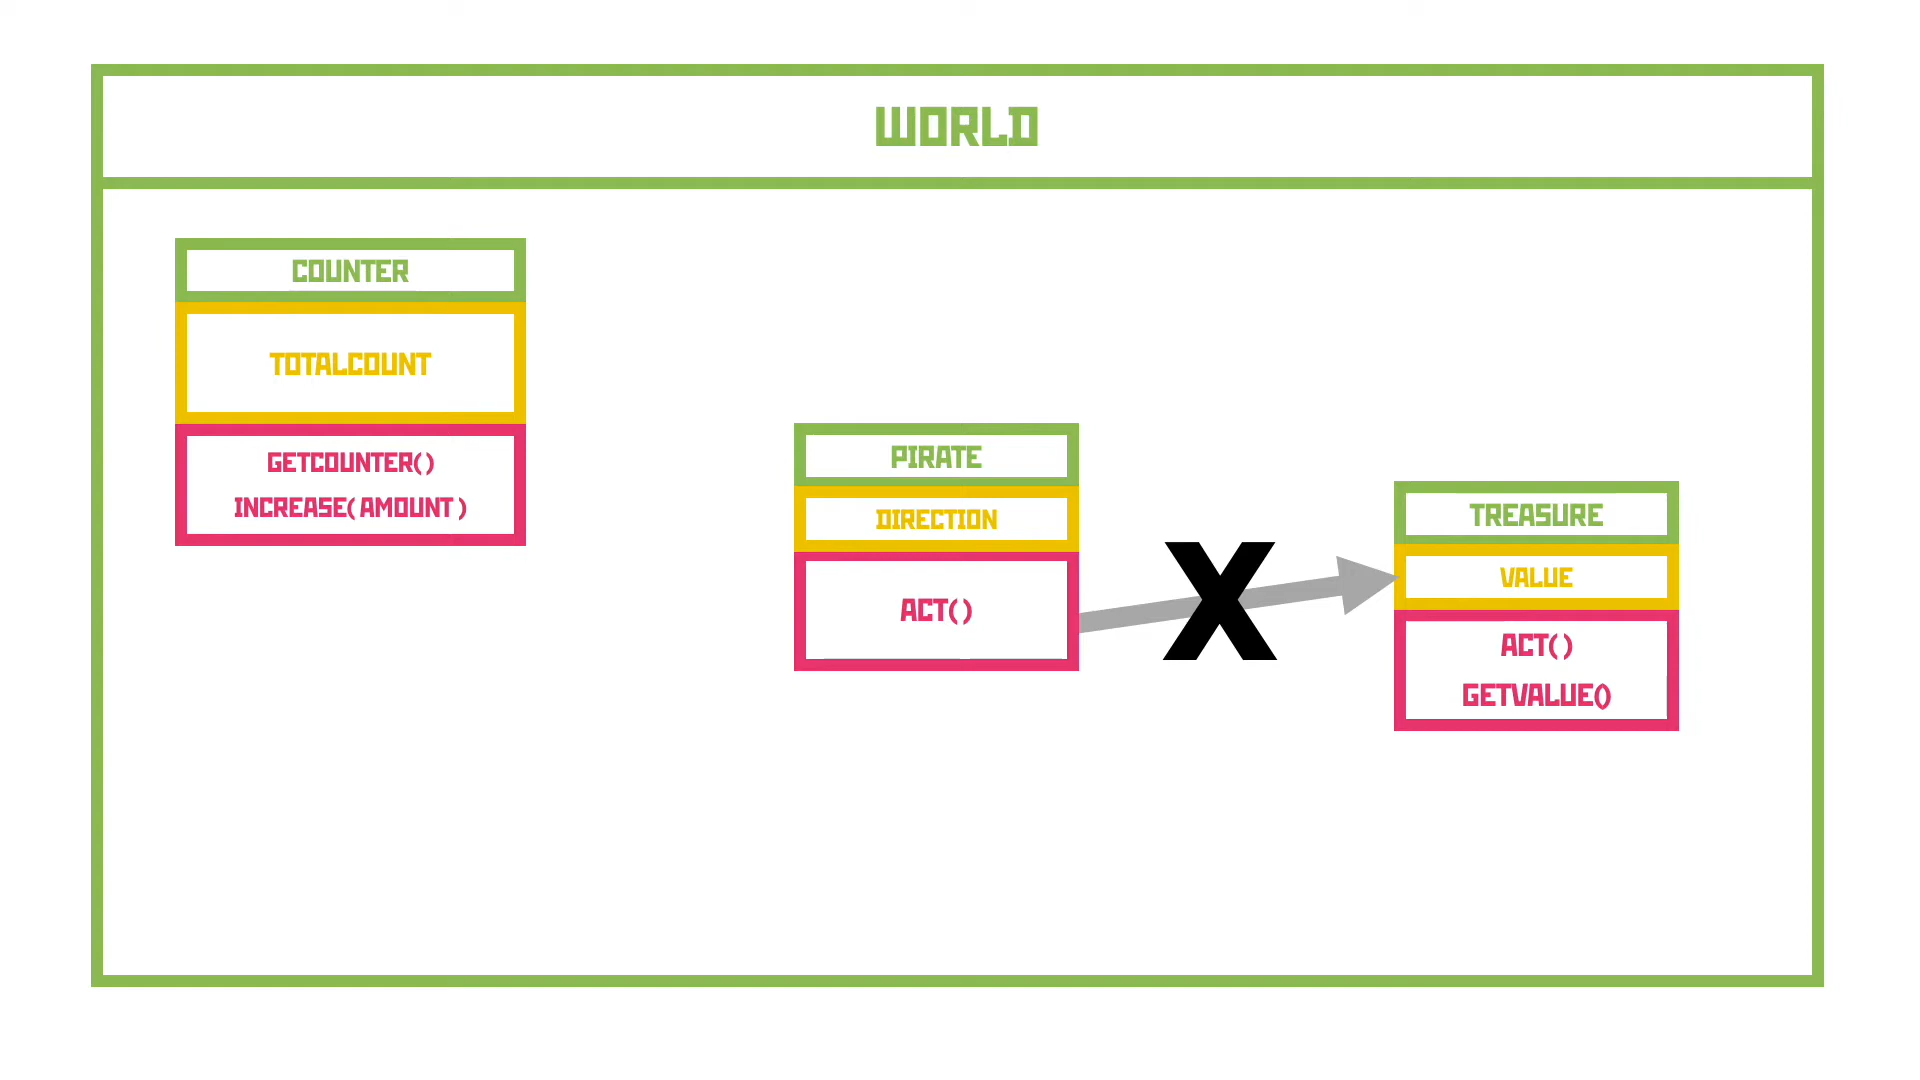 WORLD
COUNTER
TOTALCOUNT
GETCOUNTER()
INCREASE(AMOUNT)
PIRATE
DIRECTION
ACT()
X
TREASURE
VALUE
ACT()
GETVALUE()